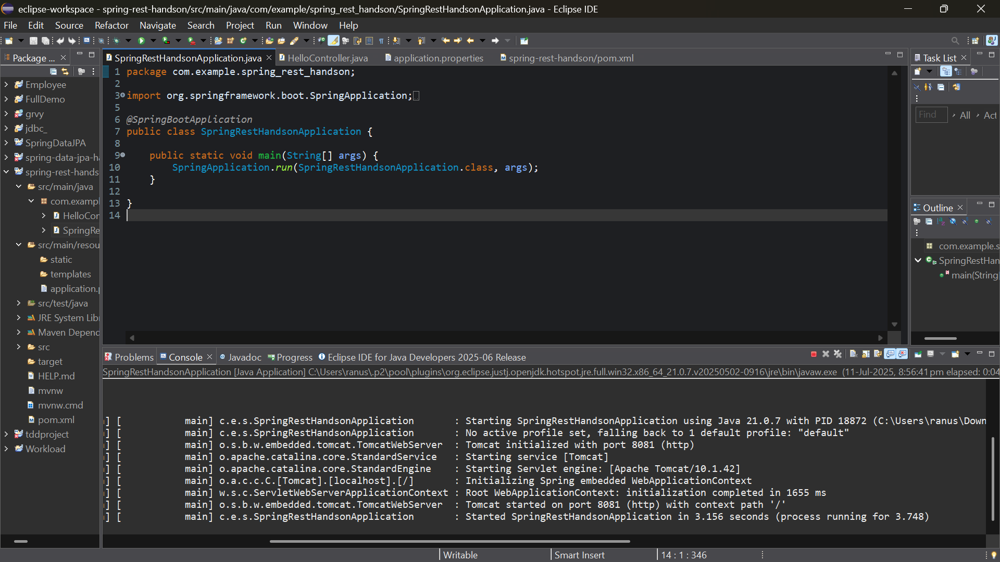 eclipse-workspace - spring-rest-handson/src/main/java/com/example/spring_rest_handson/SpringRestHandsonApplication.java - Eclipse IDE
File Edit Source Refactor Navigate Search Project Run Window Help
Package ...
Employee
FullDemo
grvy
jdbc_
SpringDataJPA
spring-data-jpa-ha
spring-rest-hands
src/main/java
com.exampl
HelloCon
SpringRe
src/main/resou
static
templates
application.p
src/test/java
JRE System Libr
Maven Depend
src
target
HELP.md
mvnw
mvnw.cmd
pom.xml
tddproject
Workload
SpringRestHandsonApplication.java HelloController.java application.properties spring-rest-handson/pom.xml
1 package com.example.spring_rest_handson;
2
3 import org.springframework.boot.SpringApplication;
5
6 @SpringBootApplication
7 public class SpringRestHandsonApplication {
8
9 public static void main(String[] args) {
10 SpringApplication.run(SpringRestHandsonApplication.class, args);
11 }
12
13 }
14
Task List
Find All Act
Outline
com.example.s
SpringRestHan
main(String
Problems Console Javadoc Progress Eclipse IDE for Java Developers 2025-06 Release
SpringRestHandsonApplication [Java Application] C:\Users\ranus\.p2\pool\plugins\org.eclipse.justj.openjdk.hotspot.jre.full.win32.x86_64_21.0.7.v20250502-0916\jre\bin\javaw.exe (11-Jul-2025, 8:56:41 pm elapsed: 0:04
] [ main] c.e.s.SpringRestHandsonApplication : Starting SpringRestHandsonApplication using Java 21.0.7 with PID 18872 (C:\Users\ranus\Down
] [ main] c.e.s.SpringRestHandsonApplication : No active profile set, falling back to 1 default profile: "default"
] [ main] o.s.b.w.embedded.tomcat.TomcatWebServer : Tomcat initialized with port 8081 (http)
] [ main] o.apache.catalina.core.StandardService : Starting service [Tomcat]
] [ main] o.apache.catalina.core.StandardEngine : Starting Servlet engine: [Apache Tomcat/10.1.42]
] [ main] o.a.c.c.C.[Tomcat].[localhost].[/] : Initializing Spring embedded WebApplicationContext
] [ main] w.s.c.ServletWebServerApplicationContext : Root WebApplicationContext: initialization completed in 1655 ms
] [ main] o.s.b.w.embedded.tomcat.TomcatWebServer : Tomcat started on port 8081 (http) with context path '/'
] [ main] c.e.s.SpringRestHandsonApplication : Started SpringRestHandsonApplication in 3.156 seconds (process running for 3.748)
Writable Smart Insert 14 : 1 : 346